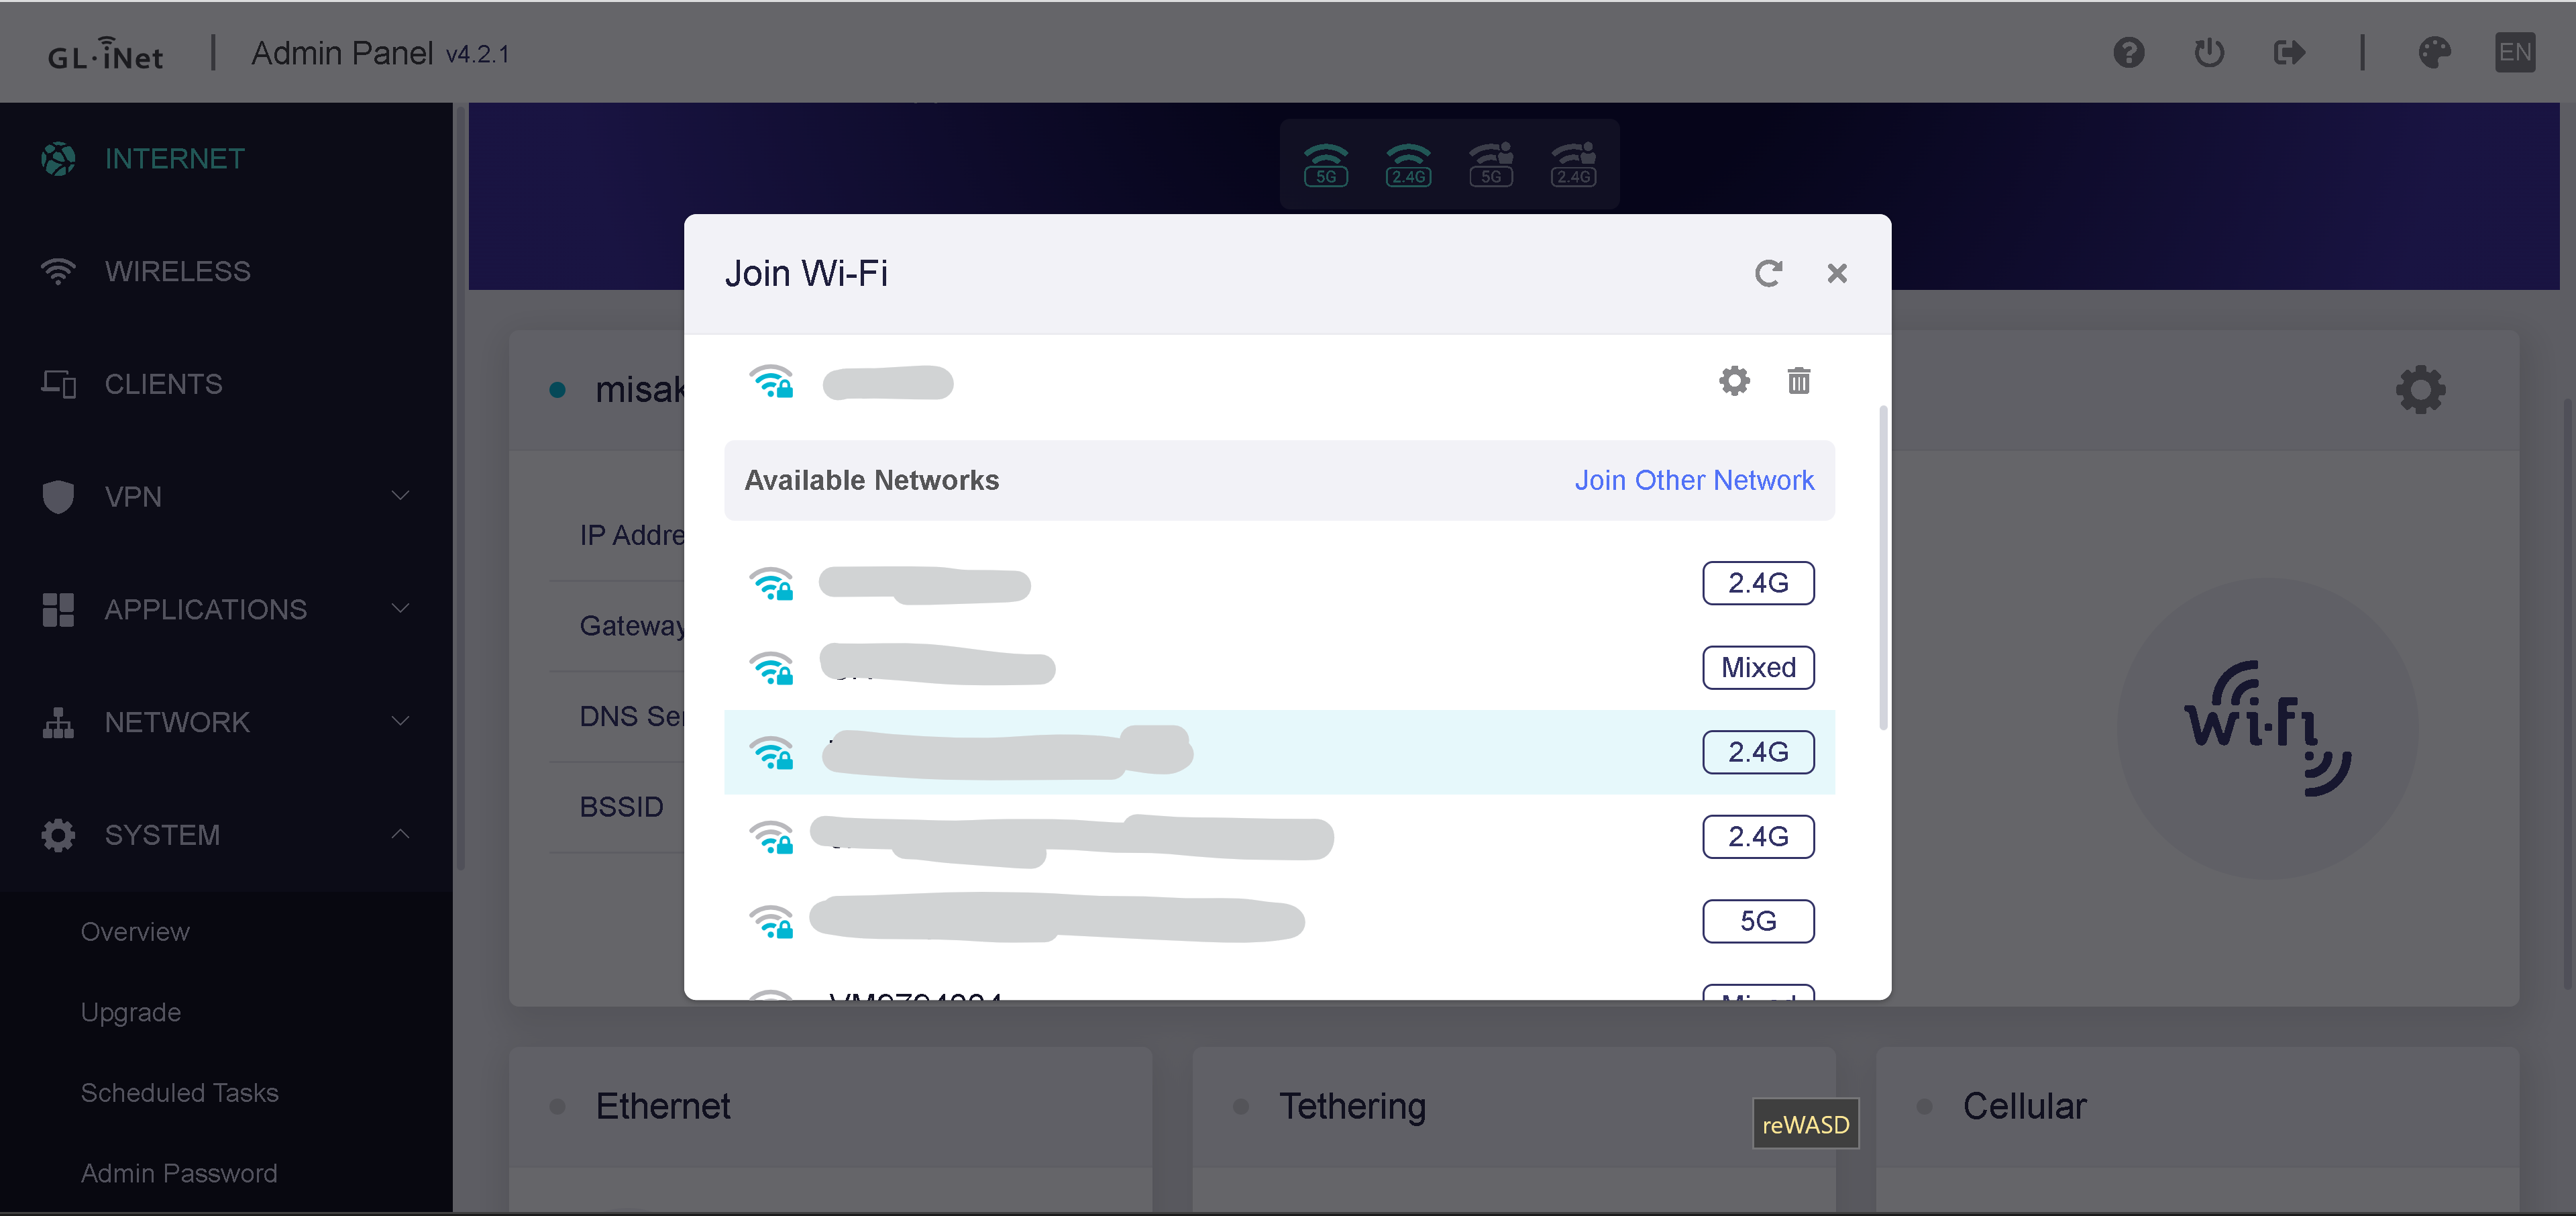 GL·iNet | Admin Panel v4.2.1 EN
5G 2.4G 5G 2.4G
INTERNET
WIRELESS
CLIENTS
VPN
APPLICATIONS
NETWORK
SYSTEM
Overview
Upgrade
Scheduled Tasks
Admin Password
Join Wi-Fi
Available Networks Join Other Network
2.4G
Mixed
2.4G
2.4G
5G
Mixed
misak
IP Addre
Gateway
DNS Ser
BSSID
Wi-Fi
Ethernet
Tethering
reWASD
Cellular